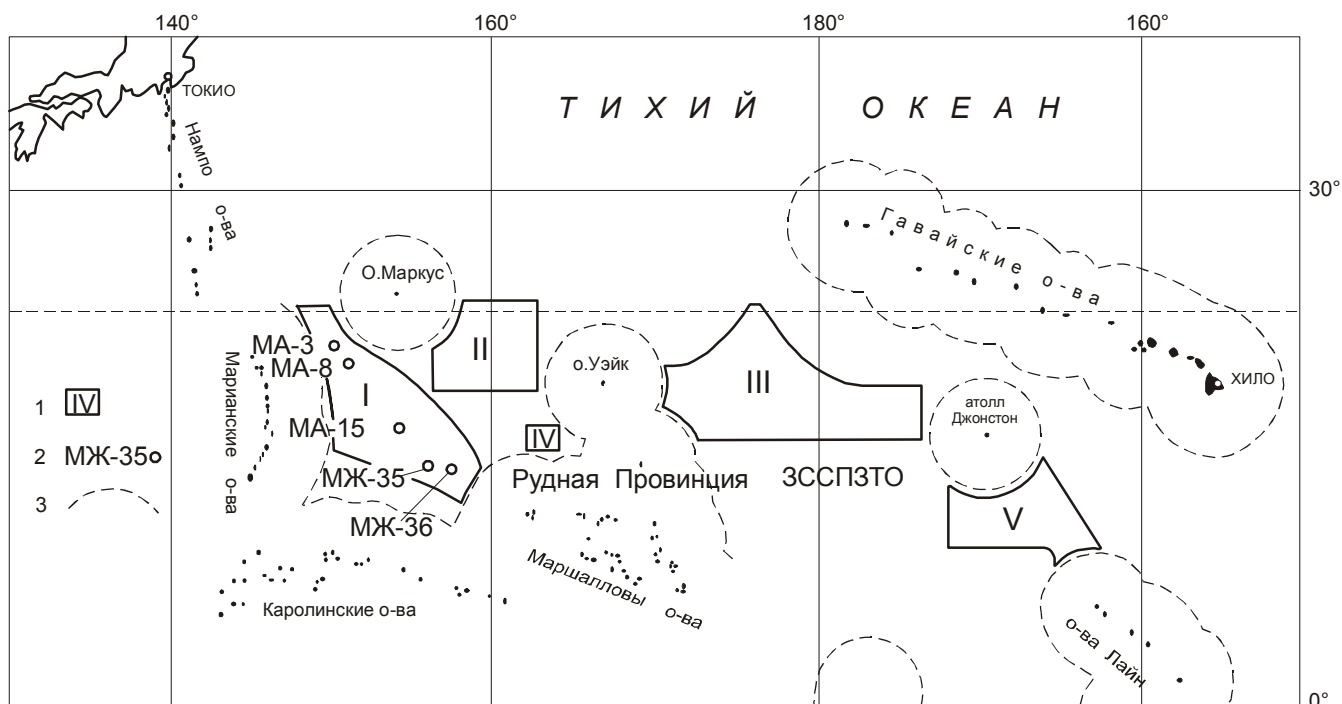 140° 160° 180° 160°
ТОКИО
ТИХИЙ ОКЕАН
Нампо
о-ва
30°
Гавайские о-ва
О.Маркус
МА-3
II
МА-8
о.Уэйк
III
I
Марианские
о-ва
ХИЛО
атолл
Джонстон
1 IV
МА-15
IV
2 МЖ-35
МЖ-35
Рудная Провинция ЗССПЗТО
3
МЖ-36
V
Маршалловы о-ва
Каролинские о-ва
о-ва Лайн
0°